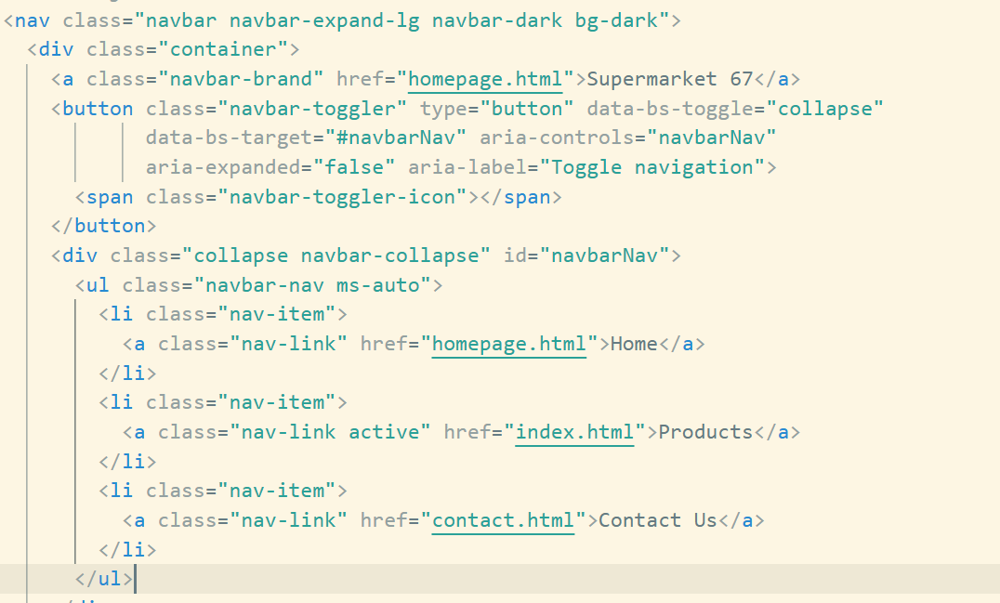 <nav class="navbar navbar-expand-lg navbar-dark bg-dark">
<div class="container">
<a class="navbar-brand" href="homepage.html">Supermarket 67</a>
<button class="navbar-toggler" type="button" data-bs-toggle="collapse"
data-bs-target="#navbarNav" aria-controls="navbarNav"
aria-expanded="false" aria-label="Toggle navigation">
<span class="navbar-toggler-icon"></span>
</button>
<div class="collapse navbar-collapse" id="navbarNav">
<ul class="navbar-nav ms-auto">
<li class="nav-item">
<a class="nav-link" href="homepage.html">Home</a>
</li>
<li class="nav-item">
<a class="nav-link active" href="index.html">Products</a>
</li>
<li class="nav-item">
<a class="nav-link" href="contact.html">Contact Us</a>
</li>
</ul>